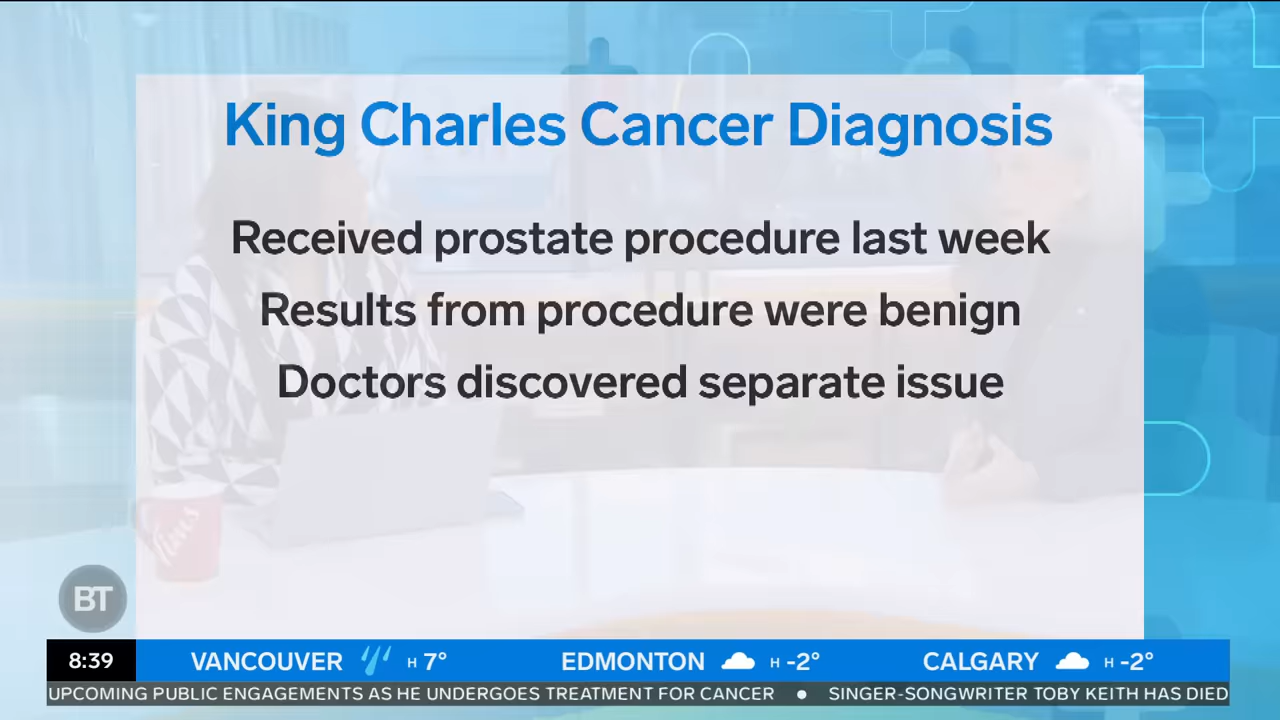 King Charles Cancer Diagnosis
Received prostate procedure last week
Results from procedure were benign
Doctors discovered separate issue
Tims
BT
8:39 VANCOUVER H 7° EDMONTON H -2° CALGARY H -2°
UPCOMING PUBLIC ENGAGEMENTS AS HE UNDERGOES TREATMENT FOR CANCER ● SINGER-SONGWRITER TOBY KEITH HAS DIED